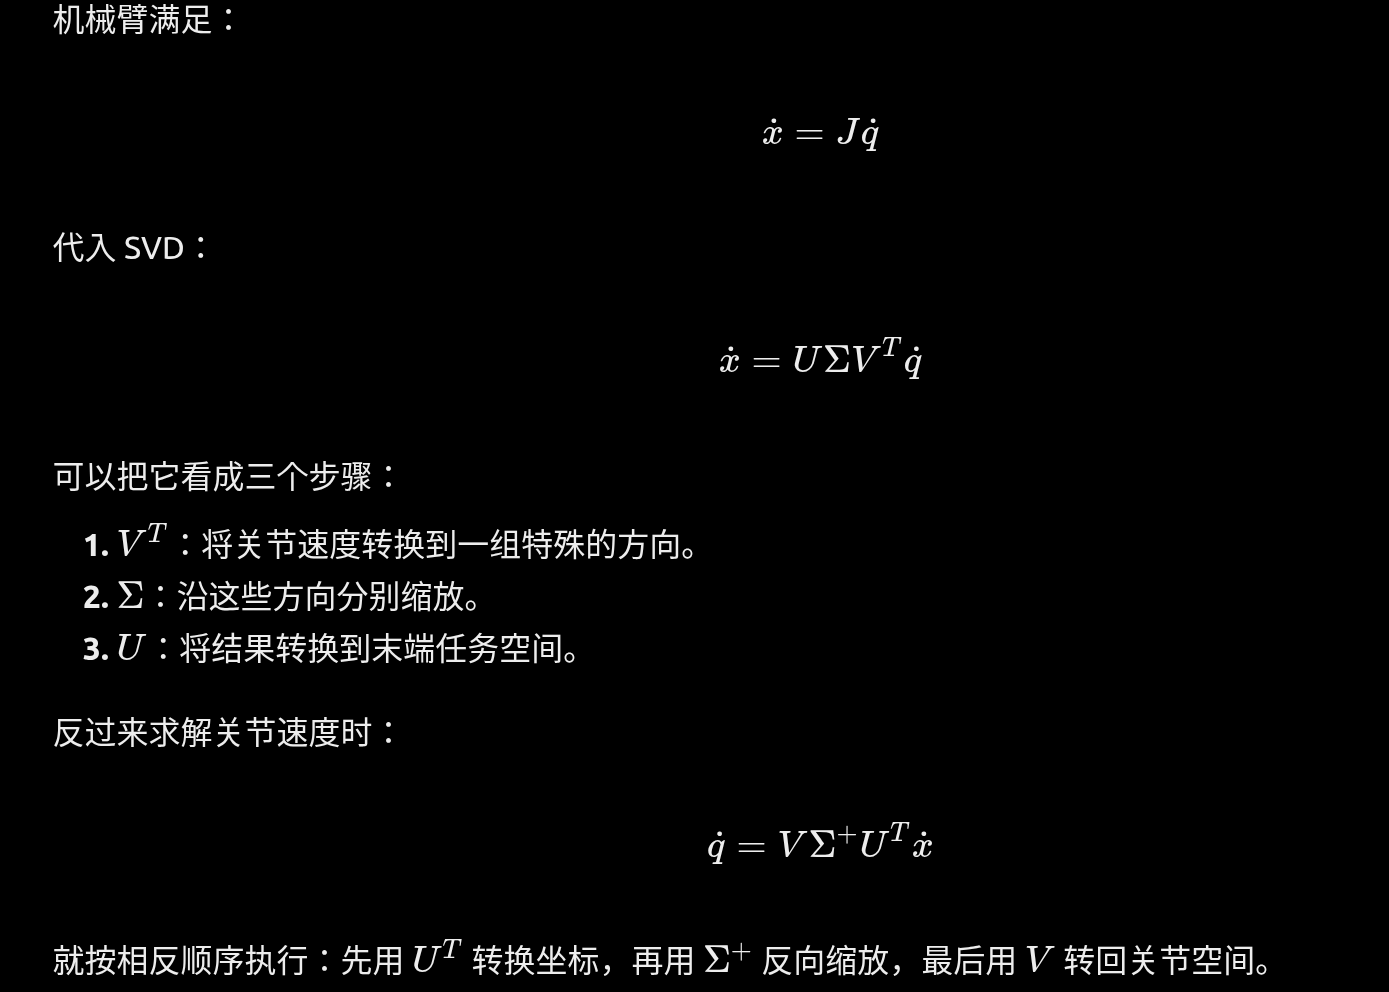 机械臂满足：
ẋ = Jq̇
代入 SVD：
ẋ = UΣVᵀq̇
可以把它看成三个步骤：
1. Vᵀ：将关节速度转换到一组特殊的方向。
2. Σ：沿这些方向分别缩放。
3. U：将结果转换到末端任务空间。
反过来求解关节速度时：
q̇ = VΣ⁺Uᵀẋ
就按相反顺序执行：先用 Uᵀ 转换坐标，再用 Σ⁺ 反向缩放，最后用 V 转回关节空间。